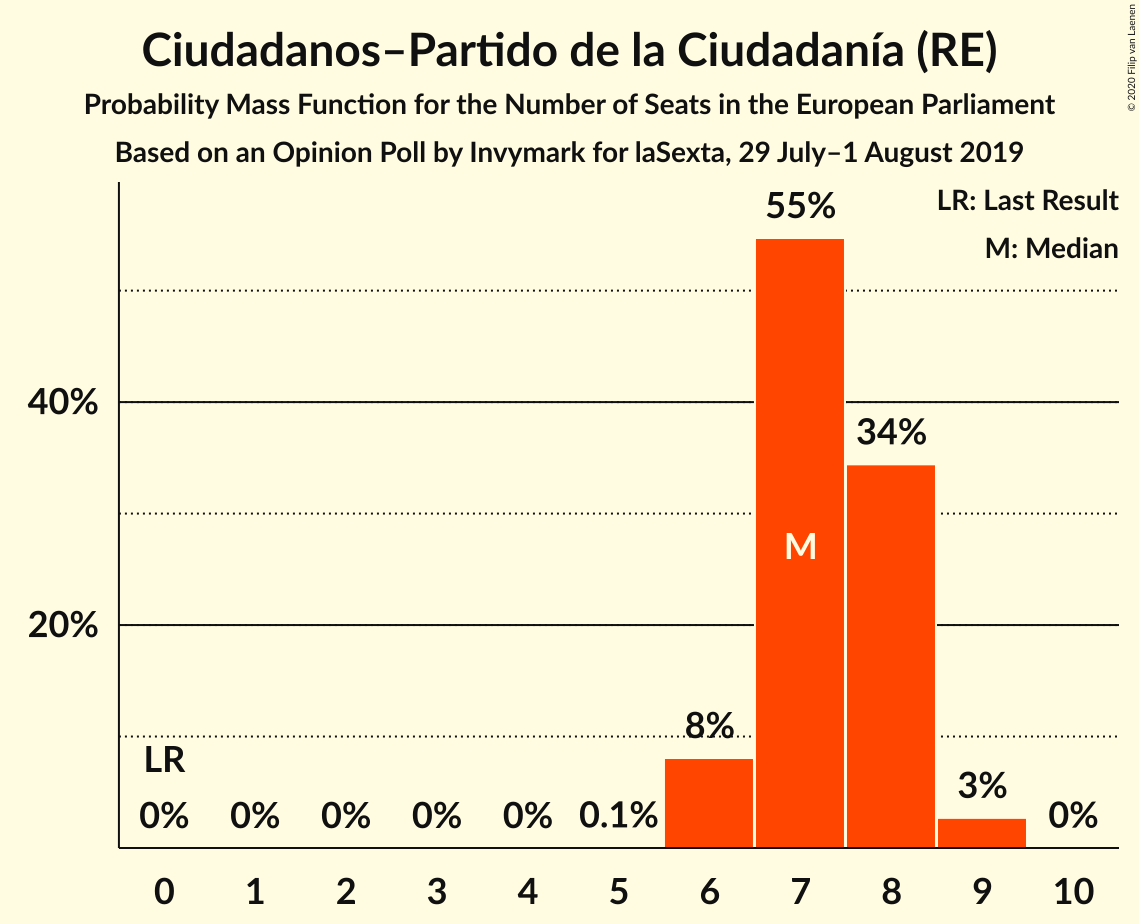 Ciudadanos–Partido de la Ciudadanía (RE)
Probability Mass Function for the Number of Seats in the European Parliament
Based on an Opinion Poll by Invymark for laSexta, 29 July–1 August 2019
© 2020 Filip van Laenen
LR: Last Result
M: Median
55%
40%
34%
M
20%
8%
LR
3%
0% 0% 0% 0% 0% 0.1% 0%
0 1 2 3 4 5 6 7 8 9 10